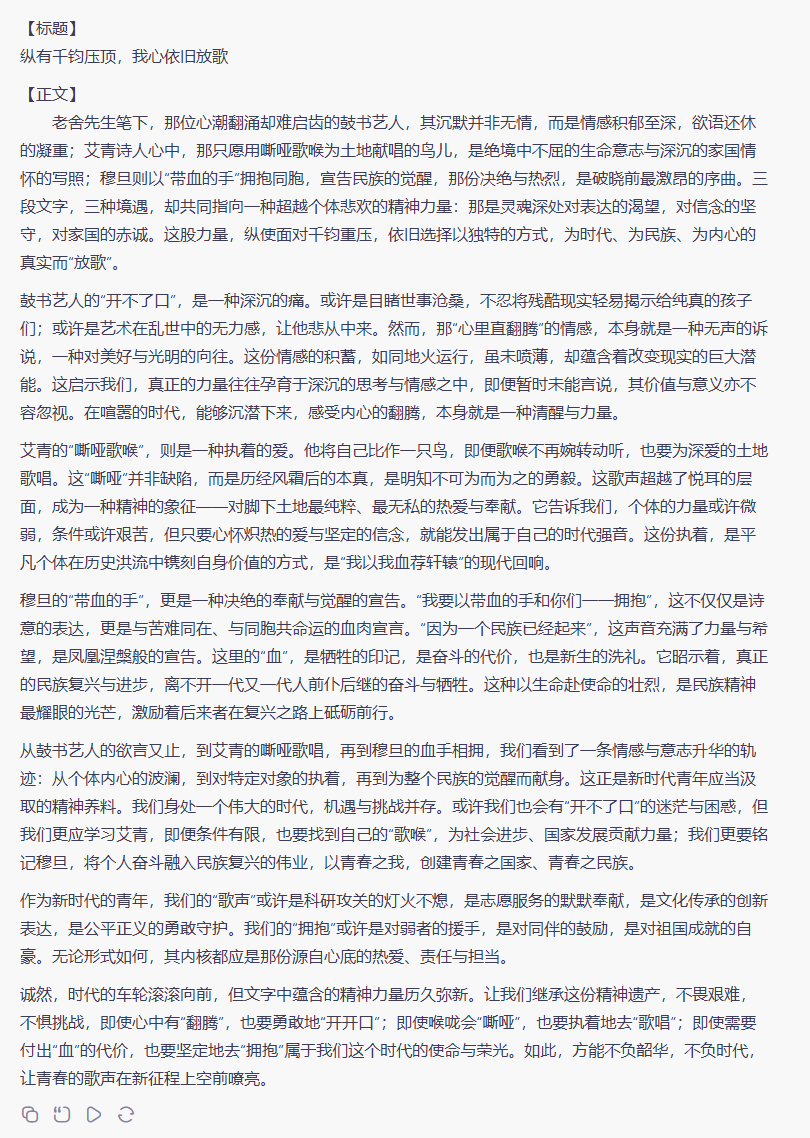 【标题】
纵有千钧压顶，我心依旧放歌
【正文】
老舍先生笔下，那位心潮翻涌却难启齿的鼓书艺人，其沉默并非无情，而是情感积郁至深，欲语还休
的凝重；艾青诗人心中，那只愿用嘶哑歌喉为土地献唱的鸟儿，是绝境中不屈的生命意志与深沉的家国情
怀的写照；穆旦则以“带血的手”拥抱同胞，宣告民族的觉醒，那份决绝与热烈，是破晓前最激昂的序曲。三
段文字，三种境遇，却共同指向一种超越个体悲欢的精神力量：那是灵魂深处对表达的渴望，对信念的坚
守，对家国的赤诚。这股力量，纵使面对千钧重压，依旧选择以独特的方式，为时代、为民族、为内心的
真实而“放歌”。
鼓书艺人的“开不了口”，是一种深沉的痛。或许是目睹世事沧桑，不忍将残酷现实轻易揭示给纯真的孩子
们；或许是艺术在乱世中的无力感，让他悲从中来。然而，那“心里直翻腾”的情感，本身就是一种无声的诉
说，一种对美好与光明的向往。这份情感的积蓄，如同地火运行，虽未喷薄，却蕴含着改变现实的巨大潜
能。这启示我们，真正的力量往往孕育于深沉的思考与情感之中，即便暂时未能言说，其价值与意义亦不
容忽视。在喧嚣的时代，能够沉潜下来，感受内心的翻腾，本身就是一种清醒与力量。
艾青的“嘶哑歌喉”，则是一种执着的爱。他将自己比作一只鸟，即便歌喉不再婉转动听，也要为深爱的土地
歌唱。这“嘶哑”并非缺陷，而是历经风霜后的本真，是明知不可为而为之的勇毅。这歌声超越了悦耳的层
面，成为一种精神的象征——对脚下土地最纯粹、最无私的热爱与奉献。它告诉我们，个体的力量或许微
弱，条件或许艰苦，但只要心怀炽热的爱与坚定的信念，就能发出属于自己的时代强音。这份执着，是平
凡个体在历史洪流中镌刻自身价值的方式，是“我以我血荐轩辕”的现代回响。
穆旦的“带血的手”，更是一种决绝的奉献与觉醒的宣告。“我要以带血的手和你们一一拥抱”，这不仅仅是诗
意的表达，更是与苦难同在、与同胞共命运的血肉宣言。“因为一个民族已经起来”，这声音充满了力量与希
望，是凤凰涅槃般的宣告。这里的“血”，是牺牲的印记，是奋斗的代价，也是新生的洗礼。它昭示着，真正
的民族复兴与进步，离不开一代又一代人前仆后继的奋斗与牺牲。这种以生命赴使命的壮烈，是民族精神
最耀眼的光芒，激励着后来者在复兴之路上砥砺前行。
从鼓书艺人的欲言又止，到艾青的嘶哑歌唱，再到穆旦的血手相拥，我们看到了一条情感与意志升华的轨
迹：从个体内心的波澜，到对特定对象的执着，再到为整个民族的觉醒而献身。这正是新时代青年应当汲
取的精神养料。我们身处一个伟大的时代，机遇与挑战并存。或许我们也会有“开不了口”的迷茫与困惑，但
我们更应学习艾青，即便条件有限，也要找到自己的“歌喉”，为社会进步、国家发展贡献力量；我们更要铭
记穆旦，将个人奋斗融入民族复兴的伟业，以青春之我，创建青春之国家、青春之民族。
作为新时代的青年，我们的“歌声”或许是科研攻关的灯火不熄，是志愿服务的默默奉献，是文化传承的创新
表达，是公平正义的勇敢守护。我们的“拥抱”或许是对弱者的援手，是对同伴的鼓励，是对祖国成就的自
豪。无论形式如何，其内核都应是那份源自心底的热爱、责任与担当。
诚然，时代的车轮滚滚向前，但文字中蕴含的精神力量历久弥新。让我们继承这份精神遗产，不畏艰难，
不惧挑战，即使心中有“翻腾”，也要勇敢地“开开口”；即使喉咙会“嘶哑”，也要执着地去“歌唱”；即使需要
付出“血”的代价，也要坚定地去“拥抱”属于我们这个时代的使命与荣光。如此，方能不负韶华，不负时代，
让青春的歌声在新征程上空前嘹亮。